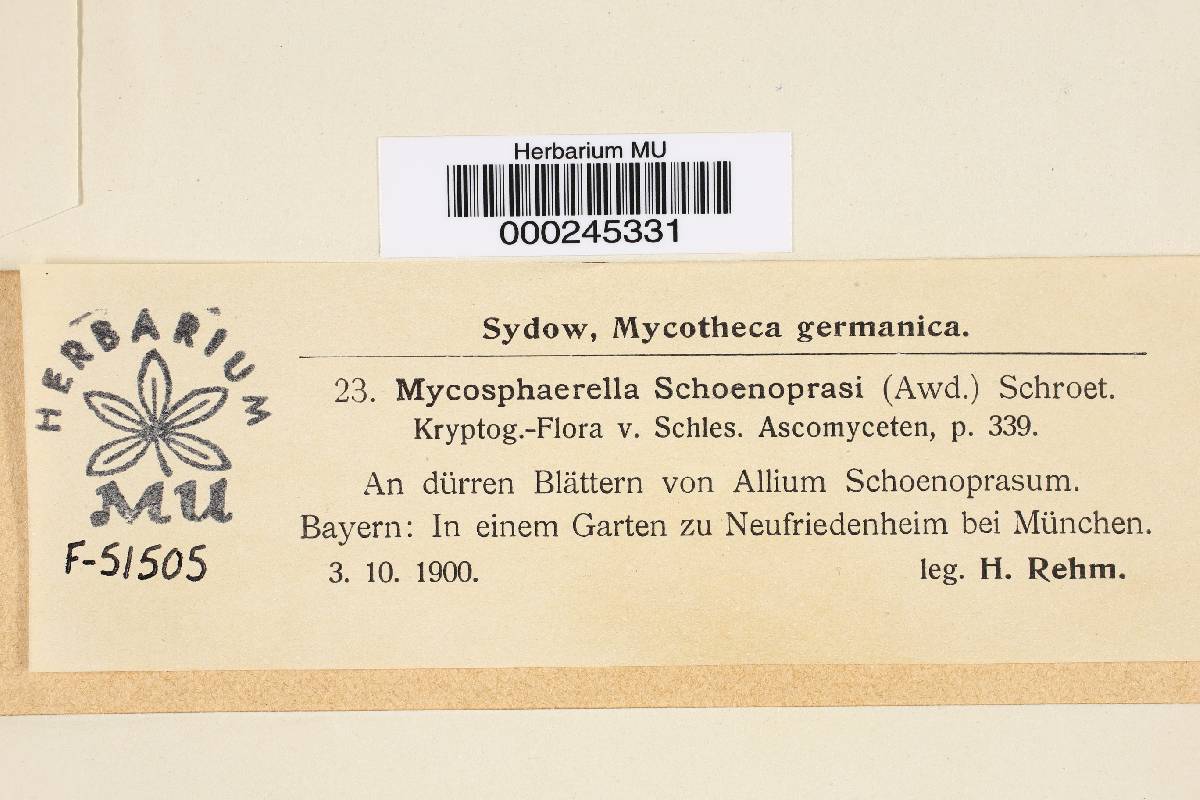 Herbarium MU
000245331
Sydow, Mycotheca germanica.
23. Mycosphaerella Schoenoprasi (Awd.) Schroet.
Kryptog.-Flora v. Schles. Ascomyceten, p. 339.
An dürren Blättern von Allium Schoenoprasum.
Bayern: In einem Garten zu Neufriedenheim bei München.
3. 10. 1900. leg. H. Rehm.
HERBARIUM
MU
F-51505